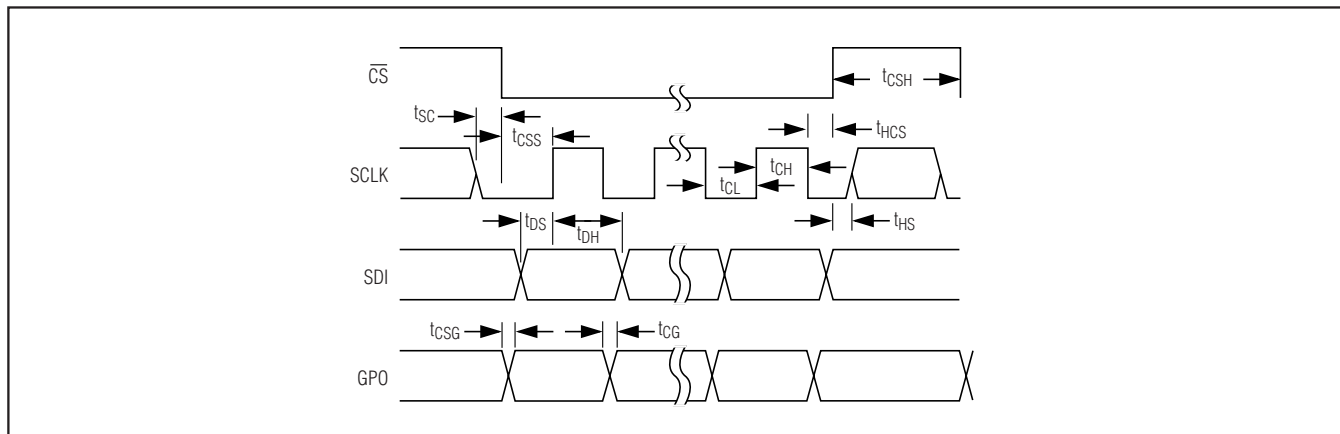 CS
tCSH
tSC
tCSS
tHCS
SCLK
tCL
tCH
tDS
tDH
tHS
SDI
tCSG
tCG
GPO